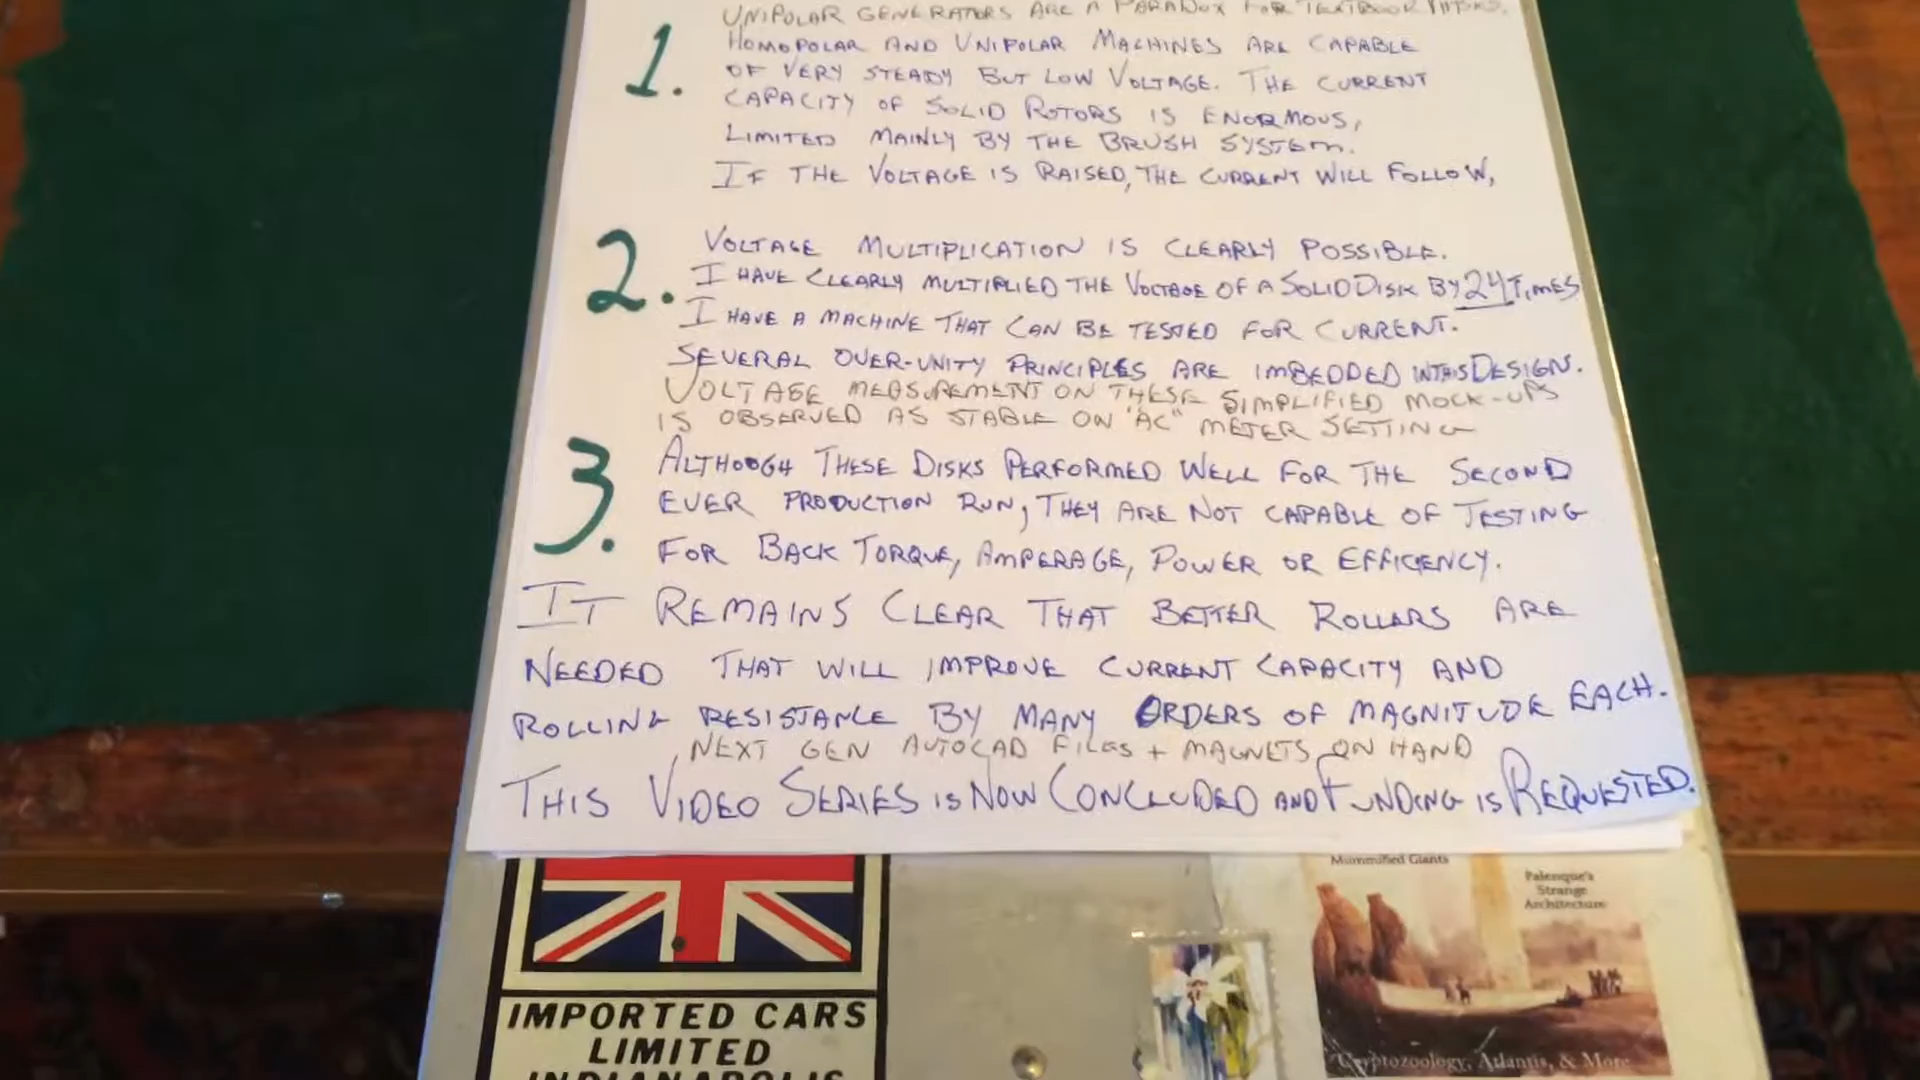 UNIPOLAR GENERATORS ARE A PARADOX FOR TEXTBOOK
1. HOMOPOLAR AND UNIPOLAR MACHINES ARE CAPABLE
OF VERY STEADY BUT LOW VOLTAGE. THE CURRENT
CAPACITY OF SOLID ROTORS IS ENORMOUS,
LIMITED MAINLY BY THE BRUSH SYSTEM.
IF THE VOLTAGE IS RAISED, THE CURRENT WILL FOLLOW,
2. VOLTAGE MULTIPLICATION IS CLEARLY POSSIBLE.
I HAVE CLEARLY MULTIPLIED THE VOLTAGE OF A SOLID DISK BY 24 TIMES
I HAVE A MACHINE THAT CAN BE TESTED FOR CURRENT.
SEVERAL OVER-UNITY PRINCIPLES ARE IMBEDDED IN THIS DESIGN.
VOLTAGE MEASUREMENT ON THESE SIMPLIFIED MOCK-UPS
IS OBSERVED AS STABLE ON "AC" METER SETTING
3. ALTHOUGH THESE DISKS PERFORMED WELL FOR THE SECOND
EVER PRODUCTION RUN, THEY ARE NOT CAPABLE OF TESTING
FOR BACK TORQUE, AMPERAGE, POWER OR EFFICENCY.
IT REMAINS CLEAR THAT BETTER ROLLARS ARE
NEEDED THAT WILL IMPROVE CURRENT CAPACITY AND
ROLLING RESISTANCE BY MANY ORDERS OF MAGNITUDE EACH.
NEXT GEN AUTOCAD FILES + MAGNETS ON HAND
THIS VIDEO SERIES IS NOW CONCLUDED AND FUNDING IS REQUESTED.
Mummified Giants
Palenque's
Strange
Architecture
IMPORTED CARS
LIMITED
INDIANAPOLIS
Cryptozoology, Atlantis, & More